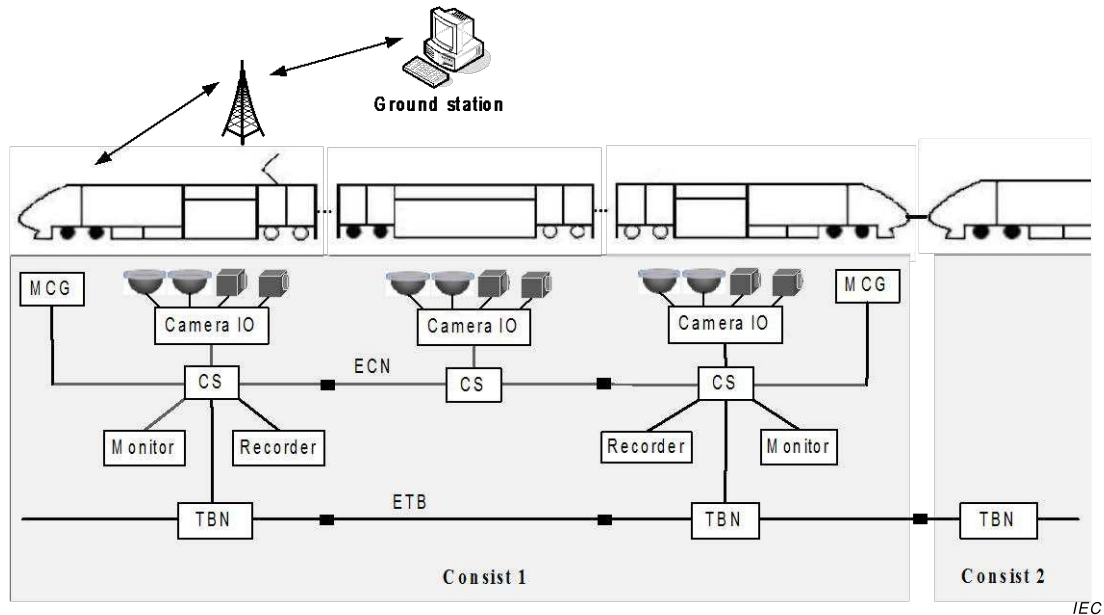 Ground station
MCG
Camera IO
Camera IO
Camera IO
MCG
ECN
CS
CS
CS
Monitor
Recorder
Recorder
Monitor
ETB
TBN
TBN
TBN
Consist 1
Consist 2
IEC